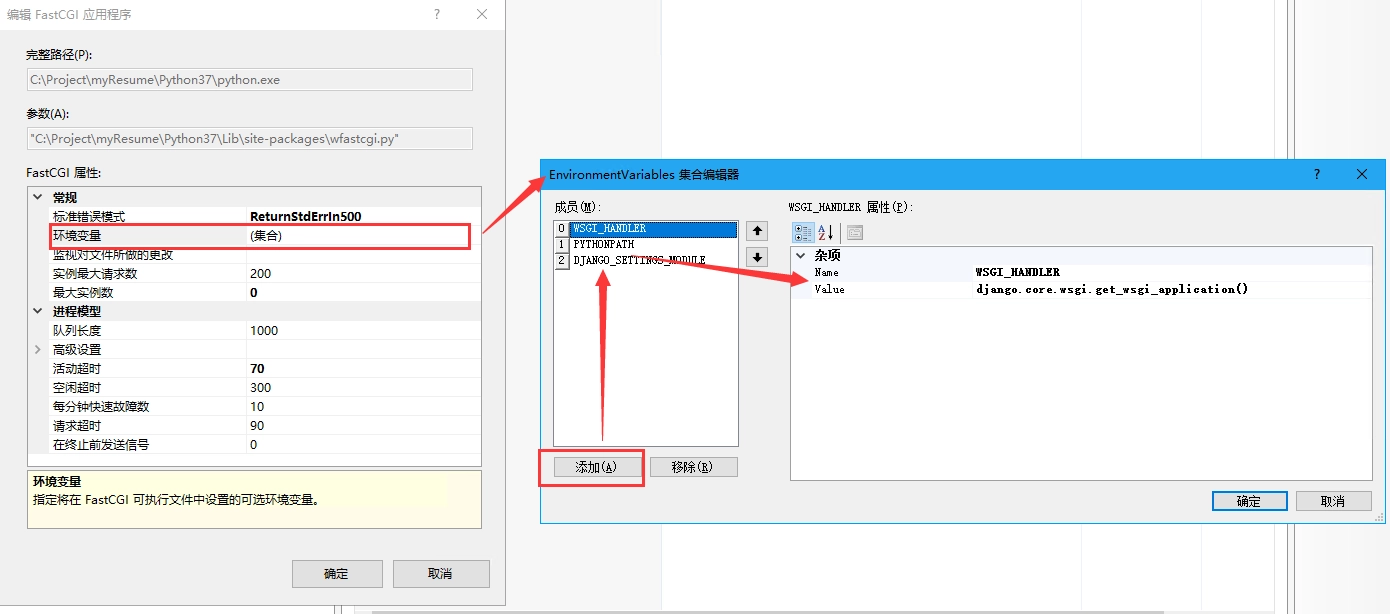 编辑 FastCGI 应用程序
完整路径(P):
C:\Project\myResume\Python37\python.exe
参数(A):
"C:\Project\myResume\Python37\Lib\site-packages\wfastcgi.py"
FastCGI 属性:
常规
标准错误模式 ReturnStdErrIn500
环境变量 (集合)
监视对文件所做的更改
实例最大请求数 200
最大实例数 0
进程模型
队列长度 1000
高级设置
活动超时 70
空闲超时 300
每分钟快速故障数 10
请求超时 90
在终止前发送信号 0
环境变量
指定将在 FastCGI 可执行文件中设置的可选环境变量。
确定 取消
EnvironmentVariables 集合编辑器
成员(M):
0 WSGI_HANDLER
1 PYTHONPATH
2 DJANGO_SETTINGS_MODULE
添加(A) 移除(R)
WSGI_HANDLER 属性(P):
杂项
Name WSGI_HANDLER
Value django.core.wsgi.get_wsgi_application()
确定 取消